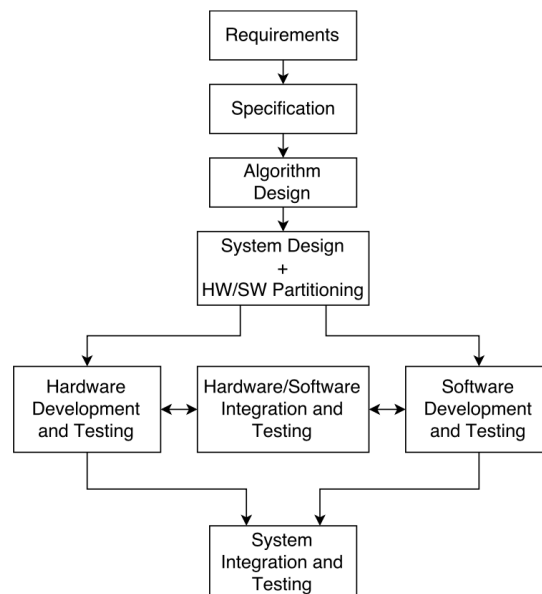 Requirements
Specification
Algorithm
Design
System Design
+
HW/SW Partitioning
Hardware
Development
and Testing
Hardware/Software
Integration and
Testing
Software
Development
and Testing
System
Integration and
Testing